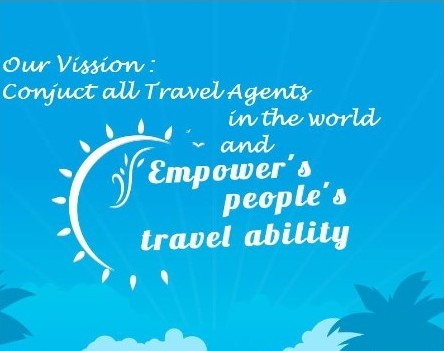 Our Vission :
Conjuct all Travel Agents
in the world
and
Empower's
people's
travel ability